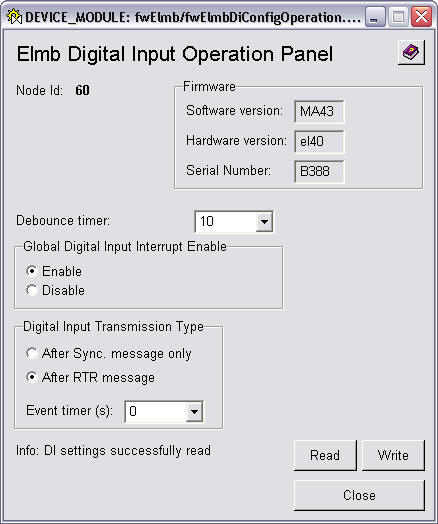 DEVICE_MODULE: fwElmb/fwElmbDiConfigOperation....
Elmb Digital Input Operation Panel
Node Id: 60
Firmware
Software version: MA43
Hardware version: el40
Serial Number: B388
Debounce timer: 10
Global Digital Input Interrupt Enable
Enable
Disable
Digital Input Transmission Type
After Sync. message only
After RTR message
Event timer (s): 0
Info: DI settings successfully read
Read Write
Close